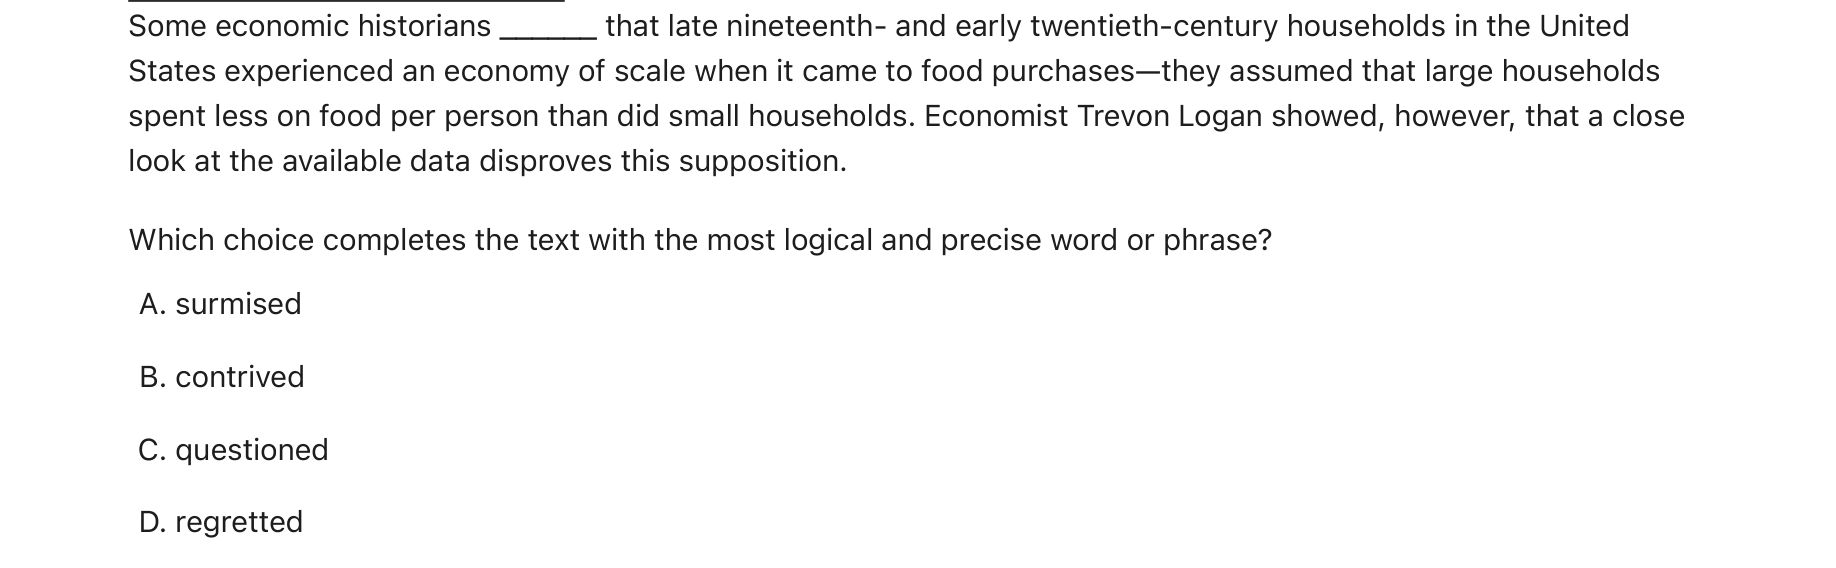 Some economic historians ______ that late nineteenth- and early twentieth-century households in the United
States experienced an economy of scale when it came to food purchases—they assumed that large households
spent less on food per person than did small households. Economist Trevon Logan showed, however, that a close
look at the available data disproves this supposition.
Which choice completes the text with the most logical and precise word or phrase?
A. surmised
B. contrived
C. questioned
D. regretted